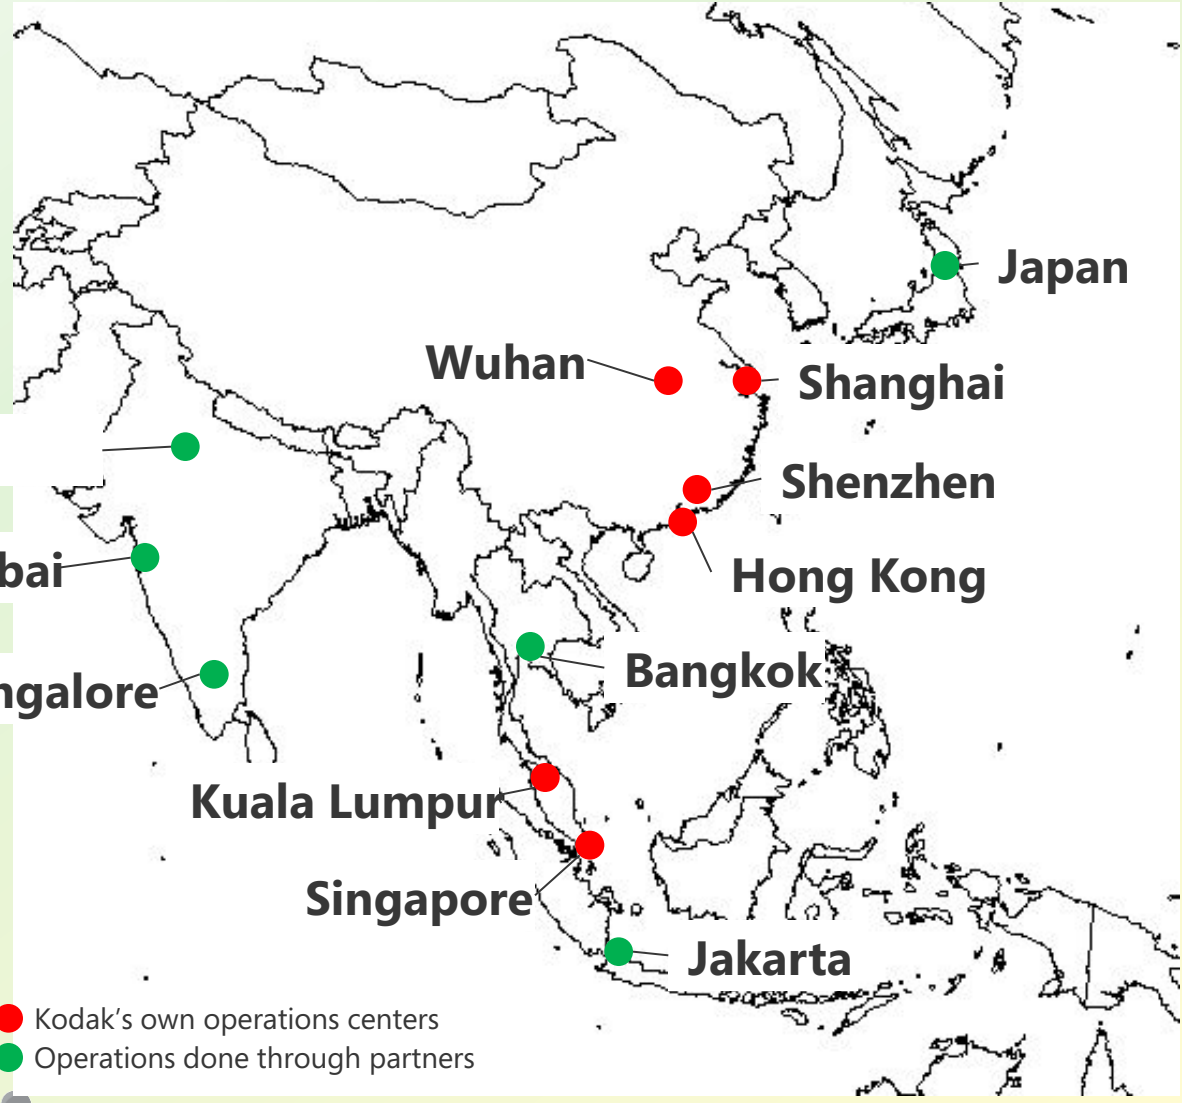 Japan
Wuhan
Shanghai
Shenzhen
bai
Hong Kong
Bangkok
ngalore
Kuala Lumpur
Singapore
Jakarta
Kodak’s own operations centers
Operations done through partners